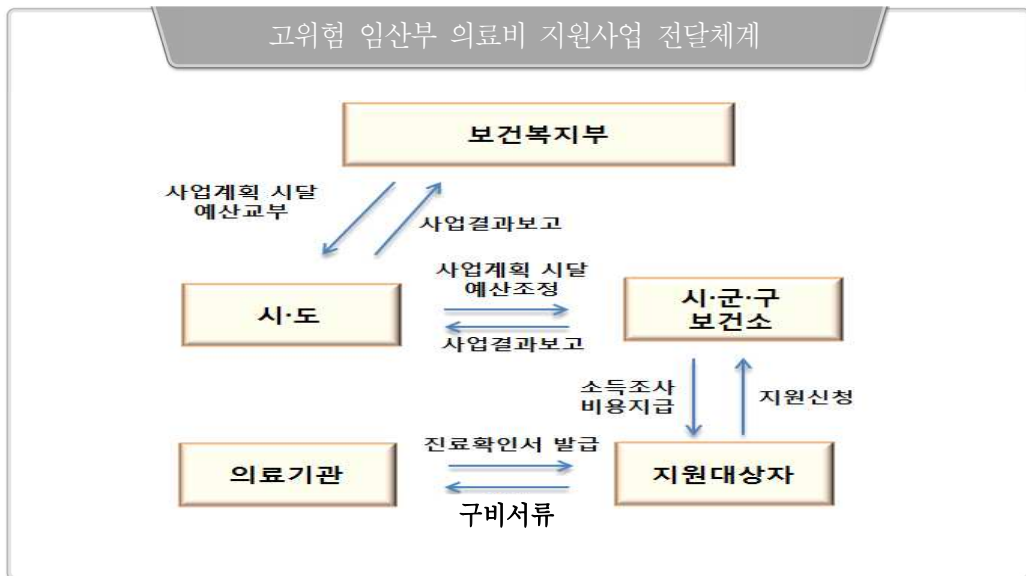 고위험 임산부 의료비 지원사업 전달체계
보건복지부
사업계획 시달
예산교부
사업결과보고
사업계획 시달
예산조정
시·도
시·군·구
보건소
사업결과보고
소득조사
비용지급
지원신청
진료확인서 발급
의료기관
지원대상자
구비서류